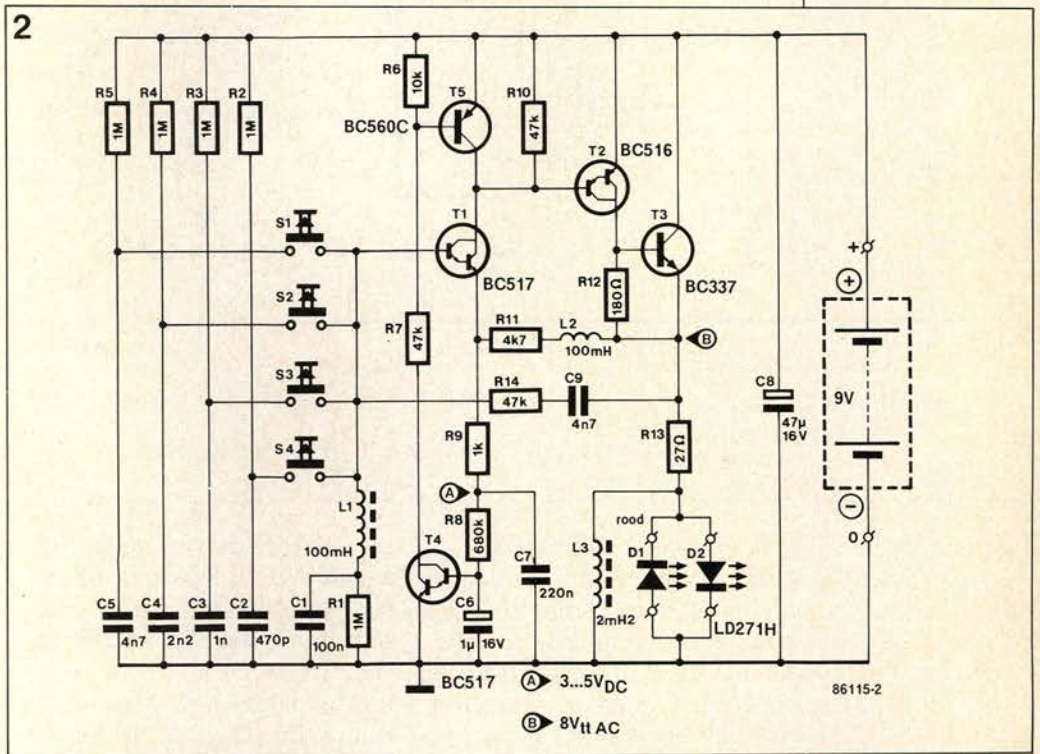 2
R5
1M
R4
1M
R3
1M
R2
1M
R6
10k
T5
BC560C
R10
47k
T2
BC516
T3
BC337
S1
T1
BC517
S2
R7
47k
R11
4k7
L2
100mH
R12
180Ω
B
S3
R14
47k
C9
4n7
S4
R9
1k
R13
27Ω
C8
47µ
16V
+
+
9V
−
0
A
L1
100mH
R8
680k
T4
C7
220n
L3
2mH2
rood
D1
D2
LD271H
C5
4n7
C4
2n2
C3
1n
C2
470p
C1
100n
R1
1M
C6
1µ 16V
BC517
A 3...5VDC
B 8Vtt AC
86115-2